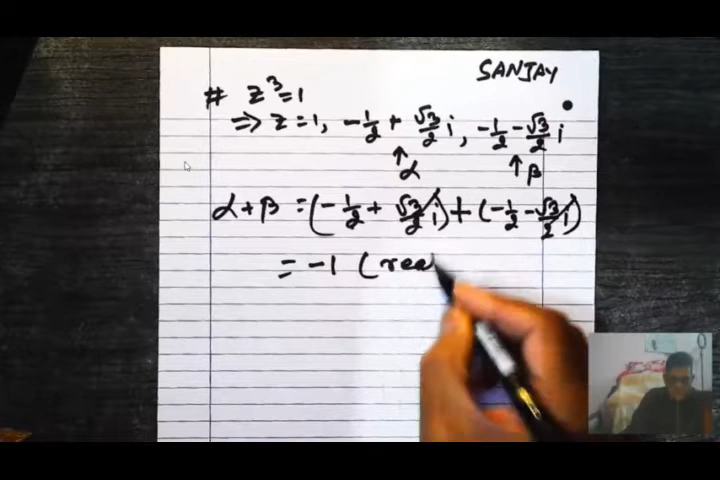 SANJAY
# z³=1
⇒ z = 1, -1/2 + √3/2 i, -1/2 - √3/2 i
↑α ↑β
α+β = (-1/2 + √3/2 i) + (-1/2 - √3/2 i)
= -1 (rea